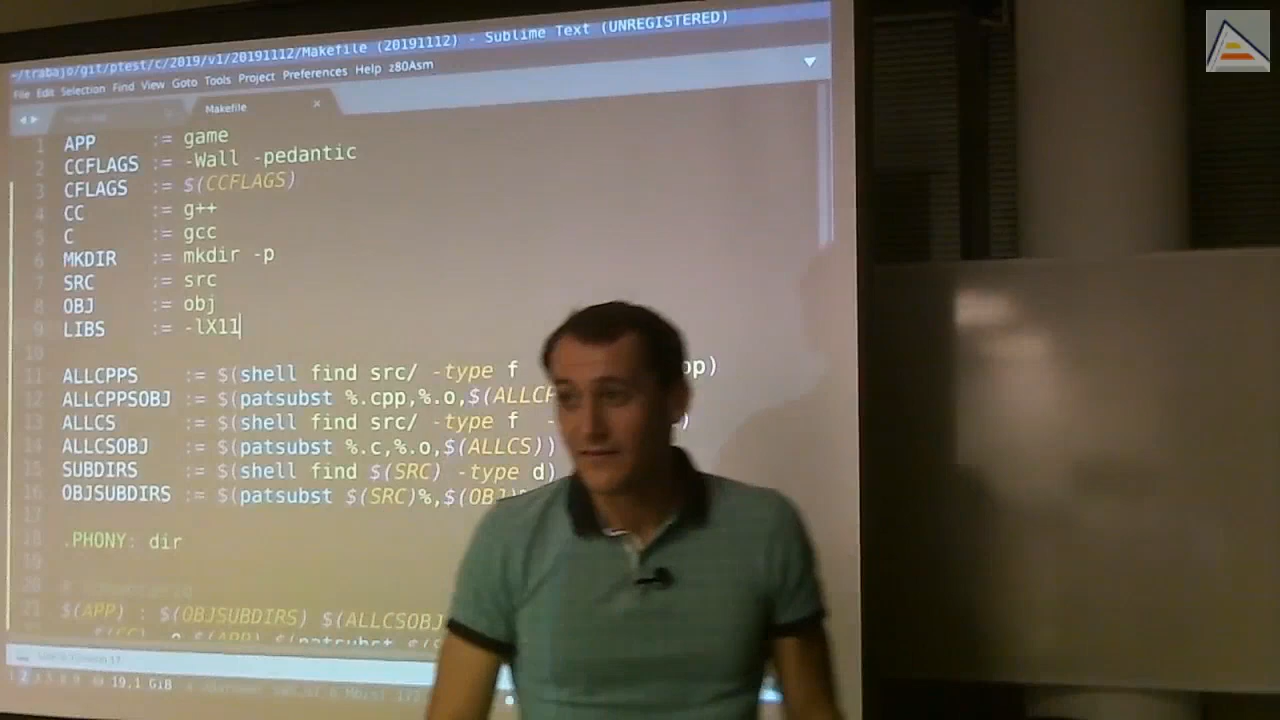 ~/trabajo/git/ptest/c/2019/v1/20191112/Makefile (20191112) - Sublime Text (UNREGISTERED)
File Edit Selection Find View Goto Tools Project Preferences Help z80Asm
Makefile ×
1 APP := game
2 CCFLAGS := -Wall -pedantic
3 CFLAGS := $(CCFLAGS)
4 CC := g++
5 C := gcc
6 MKDIR := mkdir -p
7 SRC := src
8 OBJ := obj
9 LIBS := -lX11
10
11 ALLCPPS := $(shell find src/ -type f pp)
12 ALLCPPSOBJ := $(patsubst %.cpp,%.o,$(ALLCP
13 ALLCS := $(shell find src/ -type f - )
14 ALLCSOBJ := $(patsubst %.c,%.o,$(ALLCS))
15 SUBDIRS := $(shell find $(SRC) -type d)
16 OBJSUBDIRS := $(patsubst $(SRC)%,$(OBJ)%
17
18 .PHONY: dir
19
20
21 $(APP) : $(OBJSUBDIRS) $(ALLCSOBJ
$(CC) -o $(APP) $(patsubst $(
19,1 GiB